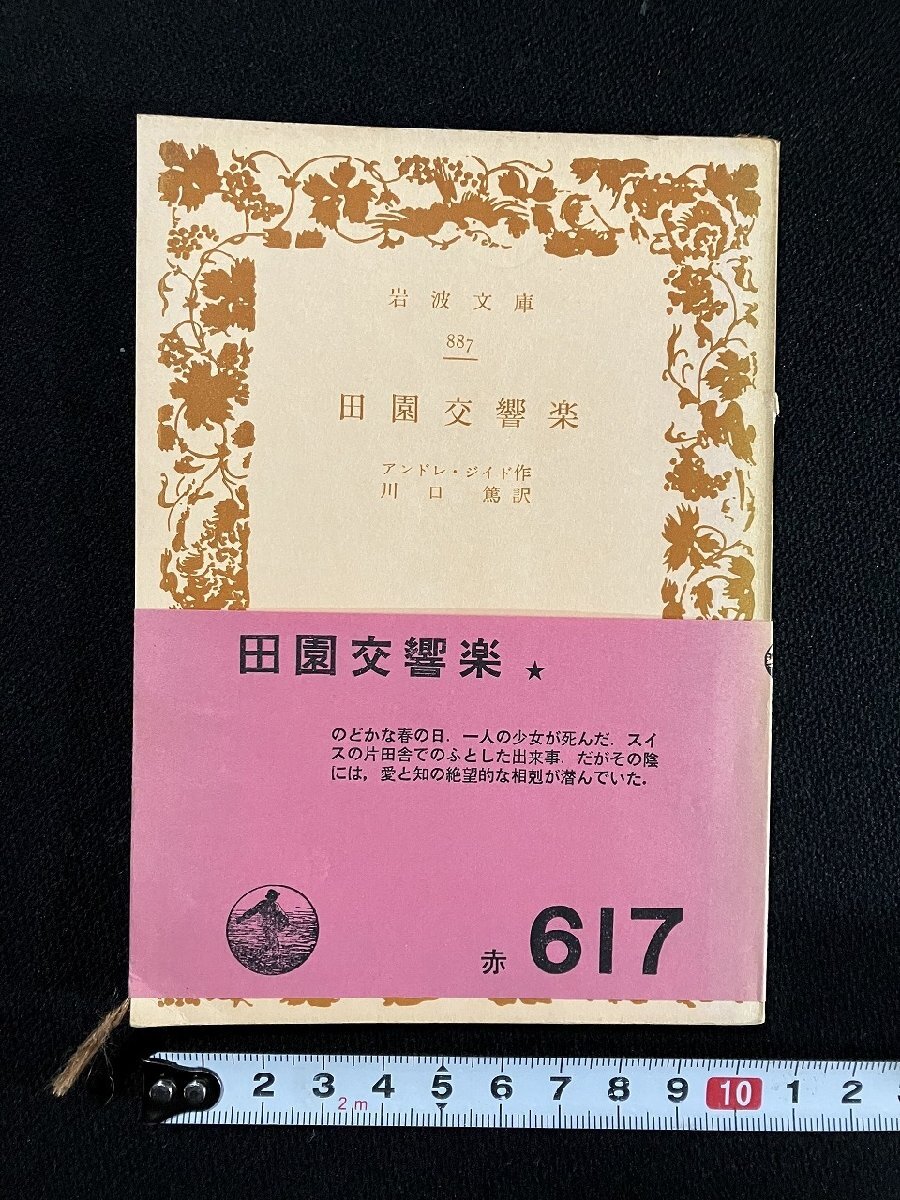 岩波文庫
887
田園交響楽
アンドレ・ジイド作
川口 篤訳
田園交響楽 ★
のどかな春の日．一人の少女が死んだ．スイ
スの片田舎でのふとした出来事．だがその陰
には，愛と知の絶望的な相剋が潜んでいた．
赤 617
2 3 4 5 6 7 8 9 10 1 2
2m